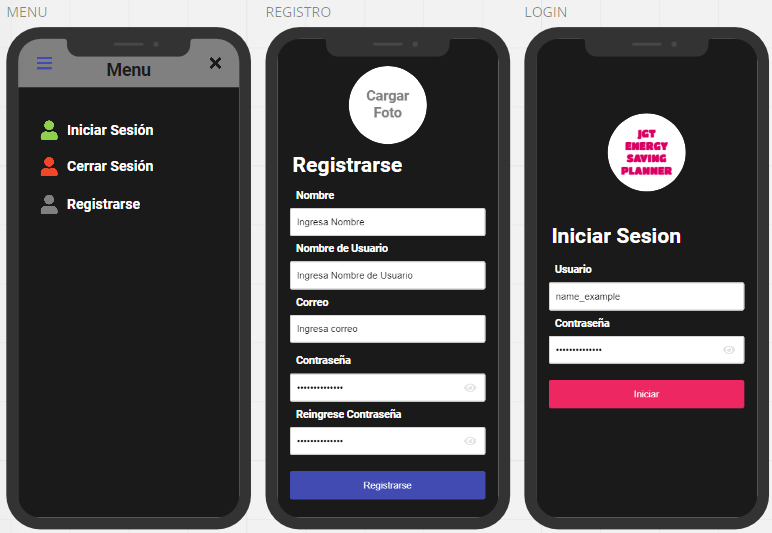 MENU
Menu
Iniciar Sesión
Cerrar Sesión
Registrarse
REGISTRO
Cargar
Foto
Registrarse
Nombre
Ingresa Nombre
Nombre de Usuario
Ingresa Nombre de Usuario
Correo
Ingresa correo
Contraseña
••••••••••••••
Reingrese Contraseña
••••••••••••••
Registrarse
LOGIN
JGT
ENERGY
SAVING
PLANNER
Iniciar Sesion
Usuario
name_example
Contraseña
••••••••••••••
Iniciar